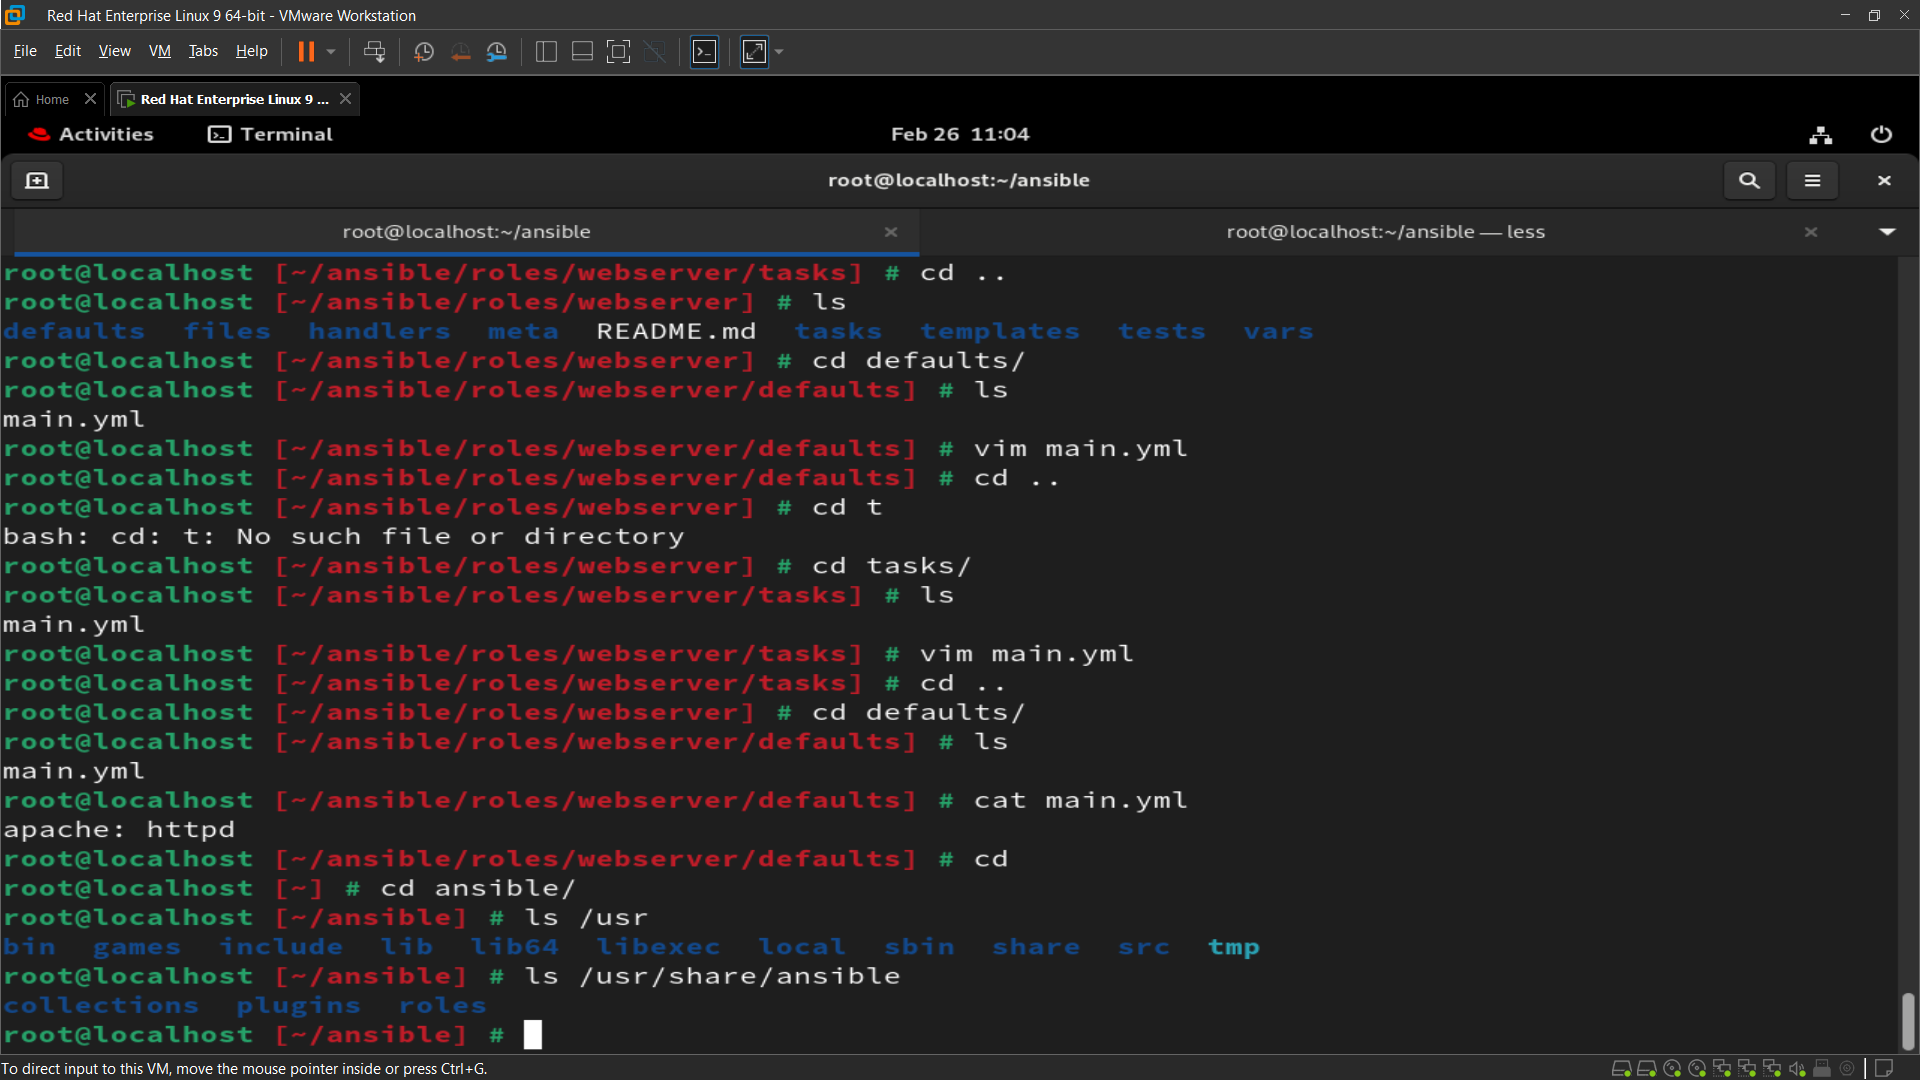 Red Hat Enterprise Linux 9 64-bit - VMware Workstation
File Edit View VM Tabs Help
Home Red Hat Enterprise Linux 9 ...
Activities Terminal Feb 26 11:04
root@localhost:~/ansible
root@localhost:~/ansible root@localhost:~/ansible — less
root@localhost [~/ansible/roles/webserver/tasks] # cd ..
root@localhost [~/ansible/roles/webserver] # ls
defaults files handlers meta README.md tasks templates tests vars
root@localhost [~/ansible/roles/webserver] # cd defaults/
root@localhost [~/ansible/roles/webserver/defaults] # ls
main.yml
root@localhost [~/ansible/roles/webserver/defaults] # vim main.yml
root@localhost [~/ansible/roles/webserver/defaults] # cd ..
root@localhost [~/ansible/roles/webserver] # cd t
bash: cd: t: No such file or directory
root@localhost [~/ansible/roles/webserver] # cd tasks/
root@localhost [~/ansible/roles/webserver/tasks] # ls
main.yml
root@localhost [~/ansible/roles/webserver/tasks] # vim main.yml
root@localhost [~/ansible/roles/webserver/tasks] # cd ..
root@localhost [~/ansible/roles/webserver] # cd defaults/
root@localhost [~/ansible/roles/webserver/defaults] # ls
main.yml
root@localhost [~/ansible/roles/webserver/defaults] # cat main.yml
apache: httpd
root@localhost [~/ansible/roles/webserver/defaults] # cd
root@localhost [~] # cd ansible/
root@localhost [~/ansible] # ls /usr
bin games include lib lib64 libexec local sbin share src tmp
root@localhost [~/ansible] # ls /usr/share/ansible
collections plugins roles
root@localhost [~/ansible] #
To direct input to this VM, move the mouse pointer inside or press Ctrl+G.